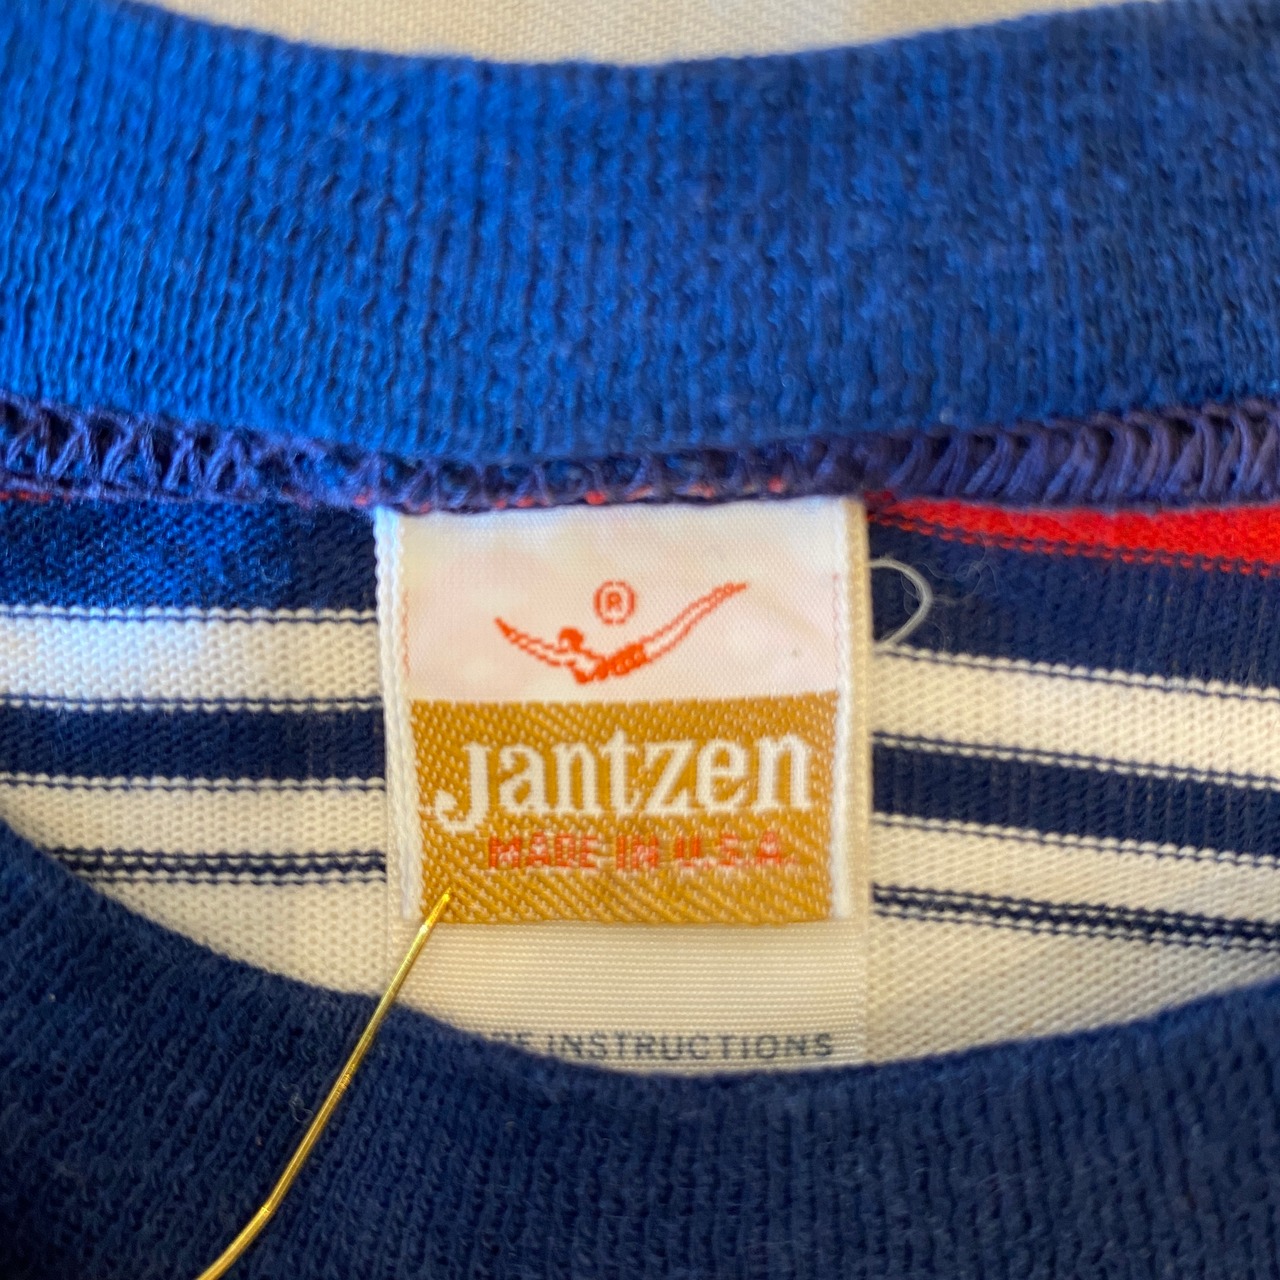 ®
Jantzen
MADE IN U.S.A.
INSTRUCTIONS